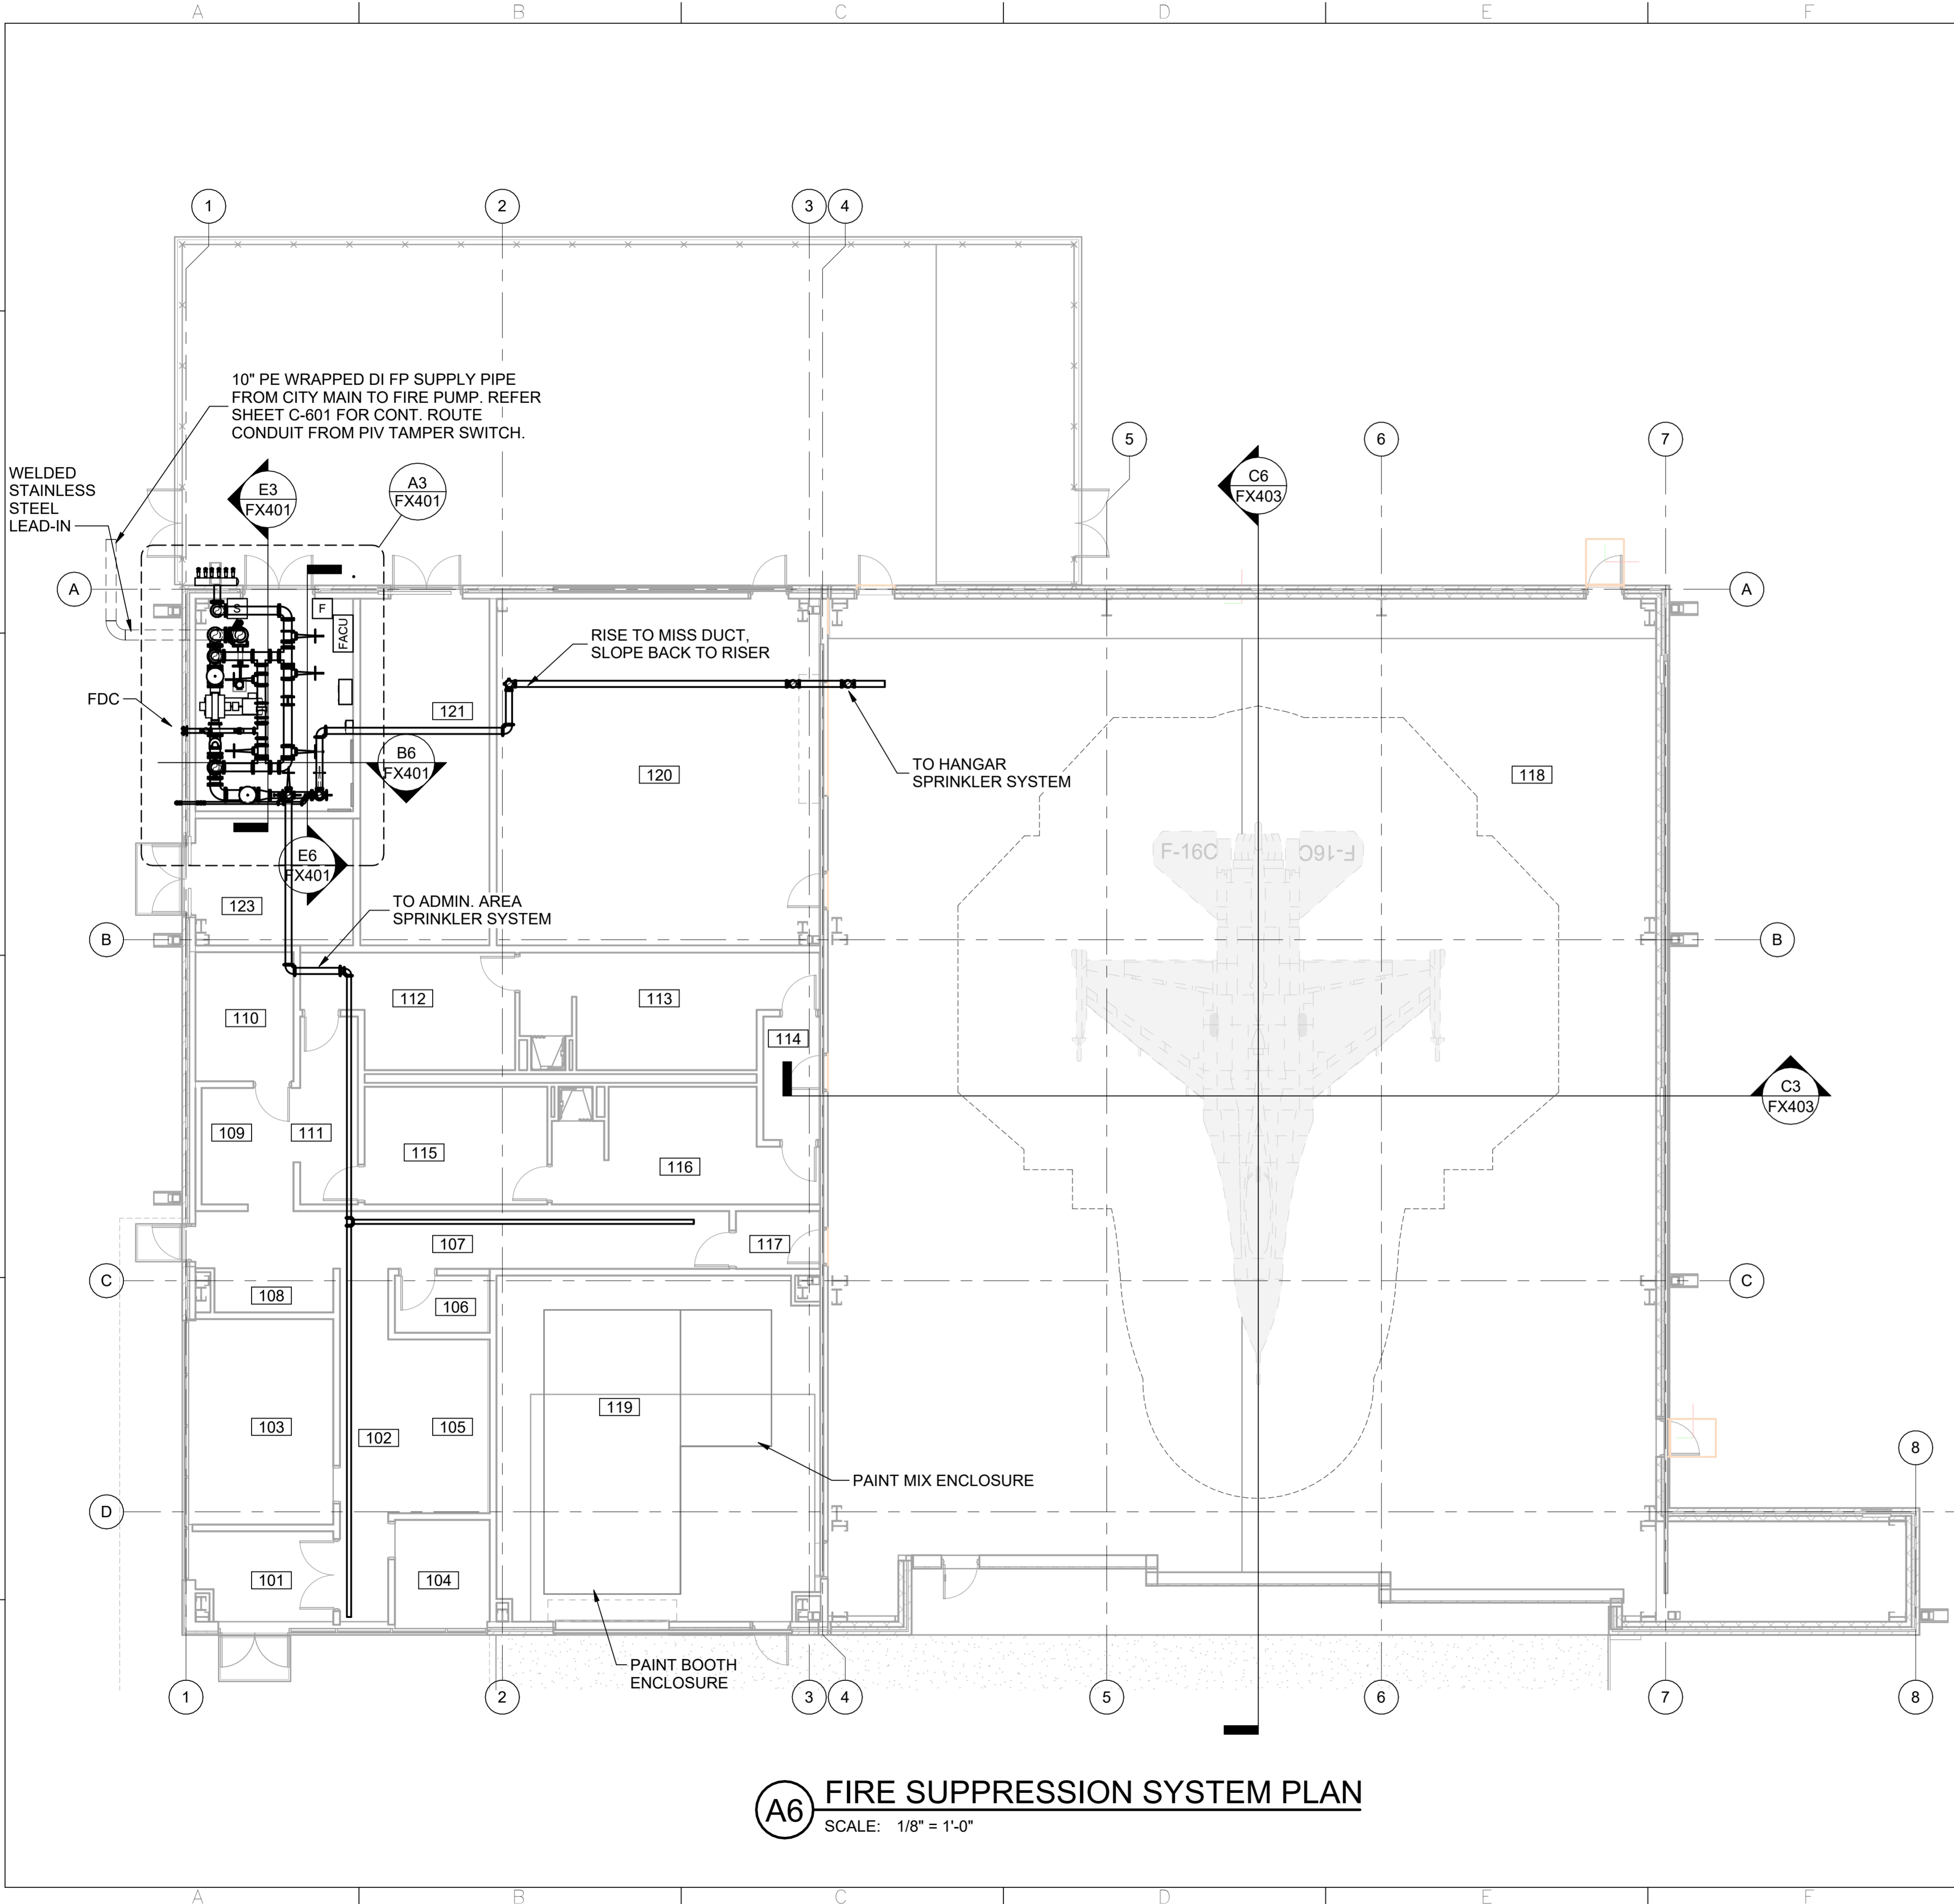 A B C D E F
1 2 3 4
10" PE WRAPPED DI FP SUPPLY PIPE
FROM CITY MAIN TO FIRE PUMP. REFER
SHEET C-601 FOR CONT. ROUTE
CONDUIT FROM PIV TAMPER SWITCH.
5 6 7
WELDED
STAINLESS
STEEL
LEAD-IN
E3
FX401
A3
FX401
C6
FX403
A A
S F
FACU
RISE TO MISS DUCT,
SLOPE BACK TO RISER
FDC
121
B6
FX401
120
TO HANGAR
SPRINKLER SYSTEM
118
E6
FX401
F-16C F-16C
123
TO ADMIN. AREA
SPRINKLER SYSTEM
B B
110
112
113
114
C3
FX403
109
111
115
116
107
117
C C
108
106
119
103
102
105
8
PAINT MIX ENCLOSURE
D
101
104
PAINT BOOTH
ENCLOSURE
1 2 3 4 5 6 7 8
A6
FIRE SUPPRESSION SYSTEM PLAN
SCALE: 1/8" = 1'-0"
A B C D E F